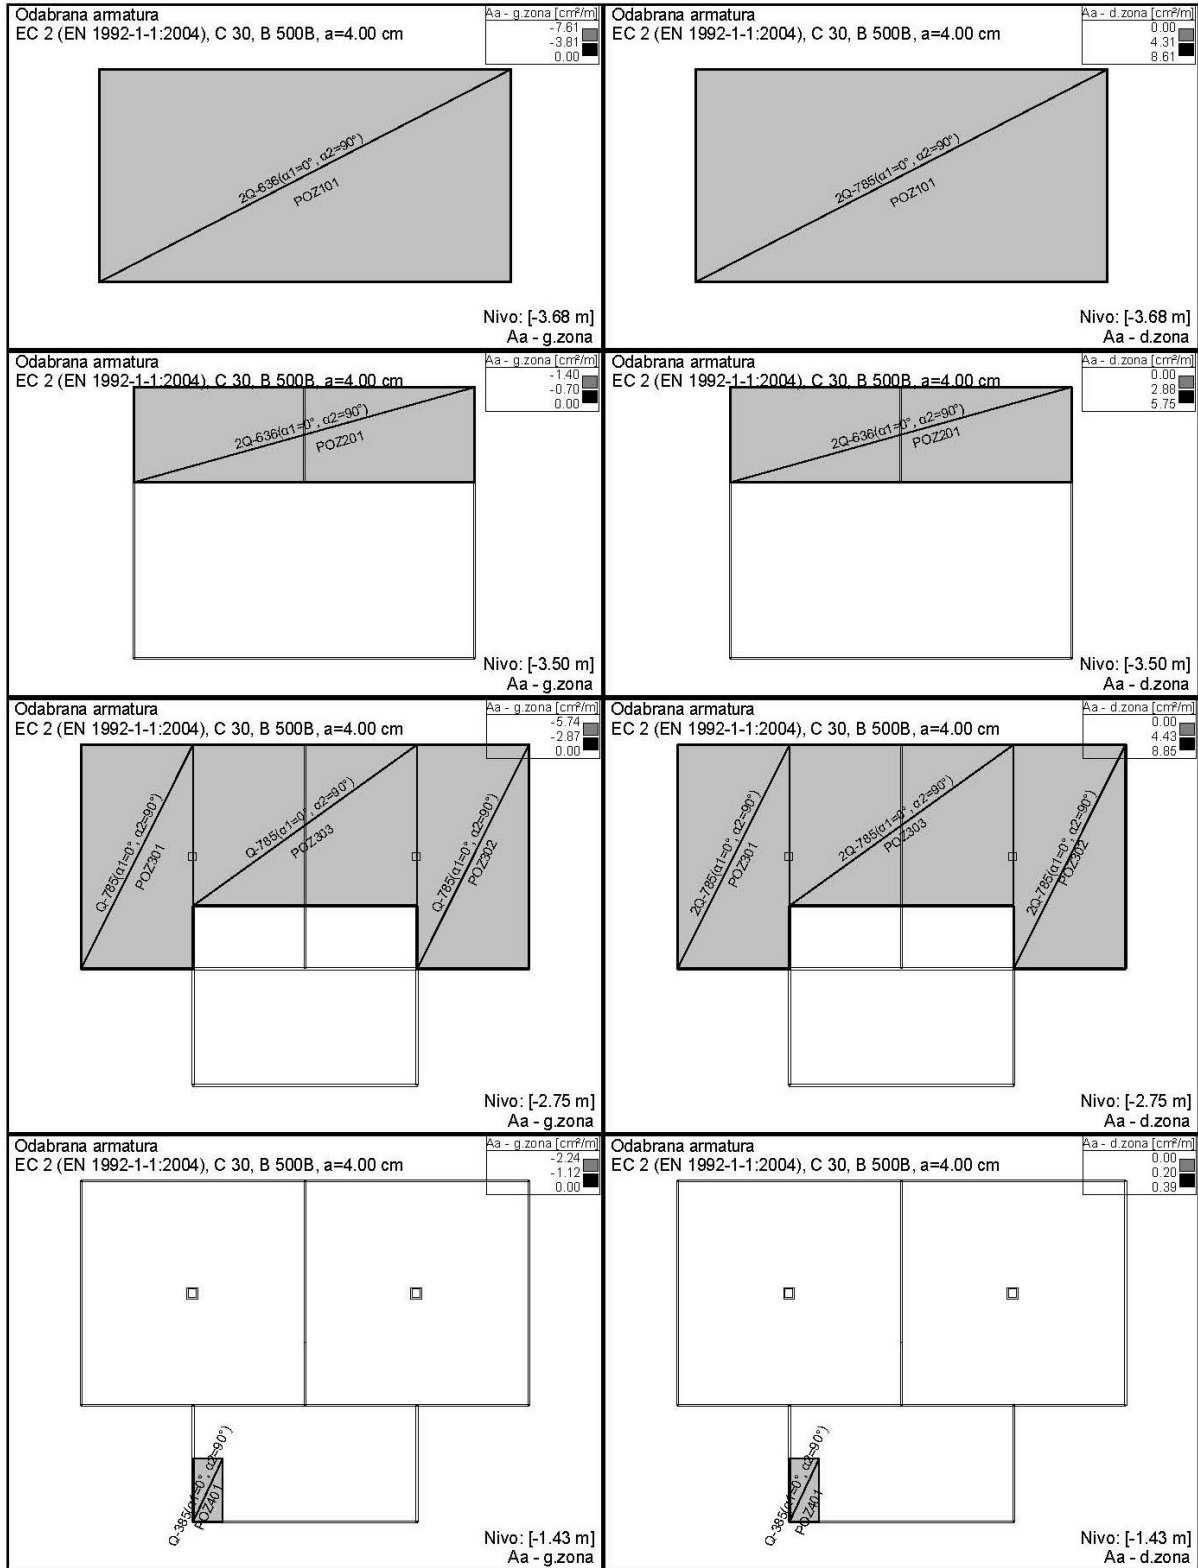 Odabrana armatura
EC 2 (EN 1992-1-1:2004), C 30, B 500B, a=4.00 cm
Aa - g.zona [cm²/m]
-7.61
-3.81
0.00
2Q-636(α1=0°, α2=90°)
POZ101
Nivo: [-3.68 m]
Aa - g.zona
Odabrana armatura
EC 2 (EN 1992-1-1:2004), C 30, B 500B, a=4.00 cm
Aa - d.zona [cm²/m]
0.00
4.31
8.61
2Q-785(α1=0°, α2=90°)
POZ101
Nivo: [-3.68 m]
Aa - d.zona
Odabrana armatura
EC 2 (EN 1992-1-1:2004), C 30, B 500B, a=4.00 cm
Aa - g.zona [cm²/m]
-1.40
-0.70
0.00
2Q-636(α1=0°, α2=90°)
POZ201
Nivo: [-3.50 m]
Aa - g.zona
Odabrana armatura
EC 2 (EN 1992-1-1:2004), C 30, B 500B, a=4.00 cm
Aa - d.zona [cm²/m]
0.00
2.88
5.75
2Q-636(α1=0°, α2=90°)
POZ201
Nivo: [-3.50 m]
Aa - d.zona
Odabrana armatura
EC 2 (EN 1992-1-1:2004), C 30, B 500B, a=4.00 cm
Aa - g.zona [cm²/m]
-5.74
-2.87
0.00
Q-785(α1=0°, α2=90°)
POZ301
Q-785(α1=0°, α2=90°)
POZ303
Q-785(α1=0°, α2=90°)
POZ302
Nivo: [-2.75 m]
Aa - g.zona
Odabrana armatura
EC 2 (EN 1992-1-1:2004), C 30, B 500B, a=4.00 cm
Aa - d.zona [cm²/m]
0.00
4.43
8.85
2Q-785(α1=0°, α2=90°)
POZ301
2Q-785(α1=0°, α2=90°)
POZ303
2Q-785(α1=0°, α2=90°)
POZ302
Nivo: [-2.75 m]
Aa - d.zona
Odabrana armatura
EC 2 (EN 1992-1-1:2004), C 30, B 500B, a=4.00 cm
Aa - g.zona [cm²/m]
-2.24
-1.12
0.00
Q-385(α1=0°, α2=90°)
POZ401
Nivo: [-1.43 m]
Aa - g.zona
Odabrana armatura
EC 2 (EN 1992-1-1:2004), C 30, B 500B, a=4.00 cm
Aa - d.zona [cm²/m]
0.00
0.20
0.39
Q-385(α1=0°, α2=90°)
POZ401
Nivo: [-1.43 m]
Aa - d.zona